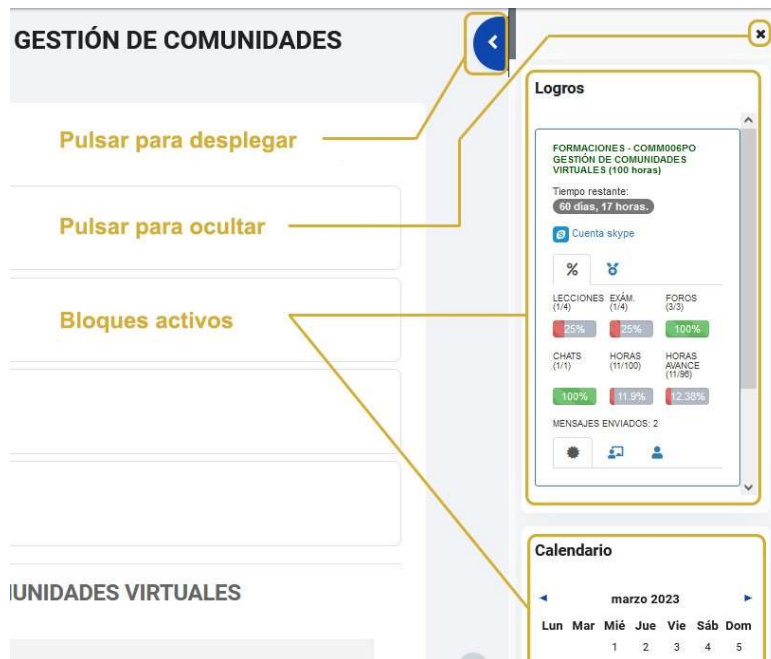 GESTIÓN DE COMUNIDADES
Pulsar para desplegar
Pulsar para ocultar
Bloques activos
UNIDADES VIRTUALES
Logros
FORMACIONES - COMM006PO
GESTIÓN DE COMUNIDADES
VIRTUALES (100 horas)
Tiempo restante:
60 días, 17 horas.
Cuenta skype
%
LECCIONES EXÁM. FOROS
(1/4) (1/4) (3/3)
25% 25% 100%
CHATS HORAS HORAS
(1/1) (11/100) AVANCE
(11/96)
100% 11.9% 12.38%
MENSAJES ENVIADOS: 2
Calendario
◄ marzo 2023 ►
Lun Mar Mié Jue Vie Sáb Dom
1 2 3 4 5